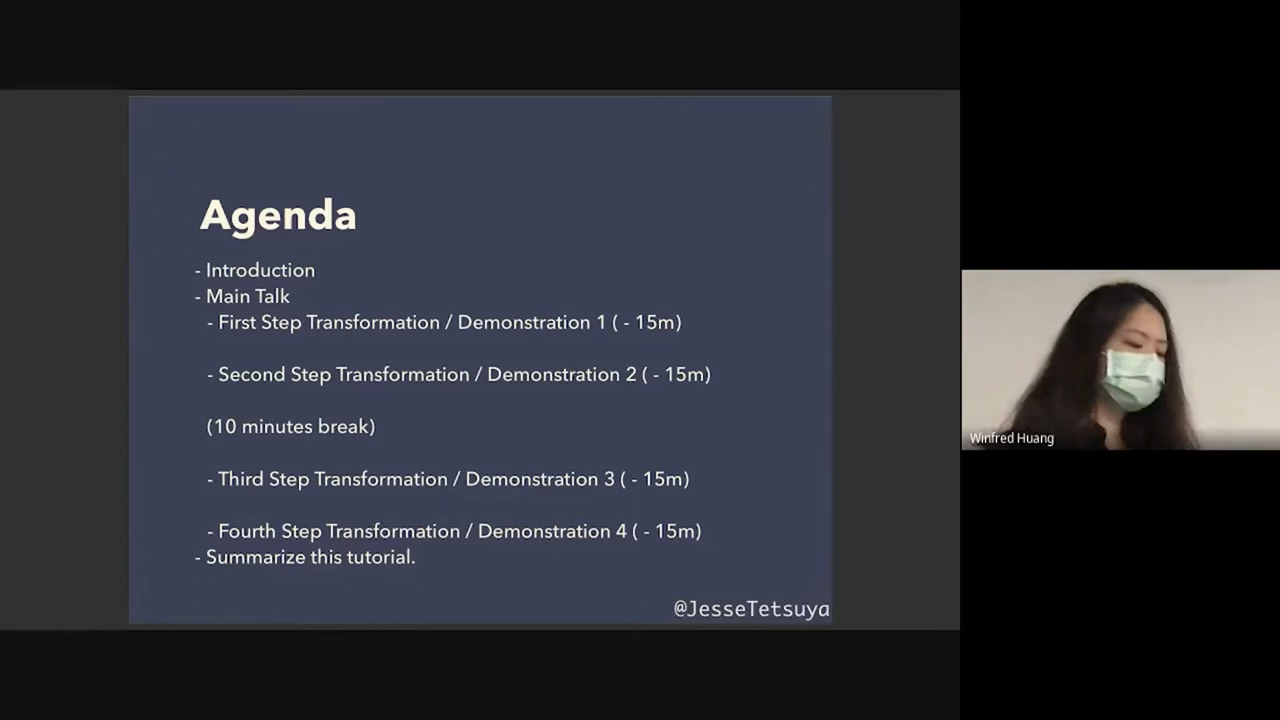 Agenda
- Introduction
- Main Talk
- First Step Transformation / Demonstration 1 ( - 15m)
- Second Step Transformation / Demonstration 2 ( - 15m)
(10 minutes break)
- Third Step Transformation / Demonstration 3 ( - 15m)
- Fourth Step Transformation / Demonstration 4 ( - 15m)
- Summarize this tutorial.
@JesseTetsuya
Winfred Huang